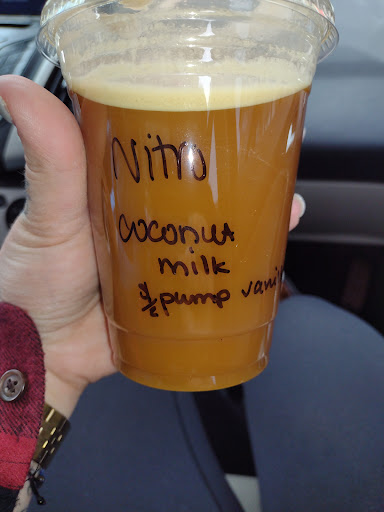 Nitro
coconut
milk
1/2 pump vani